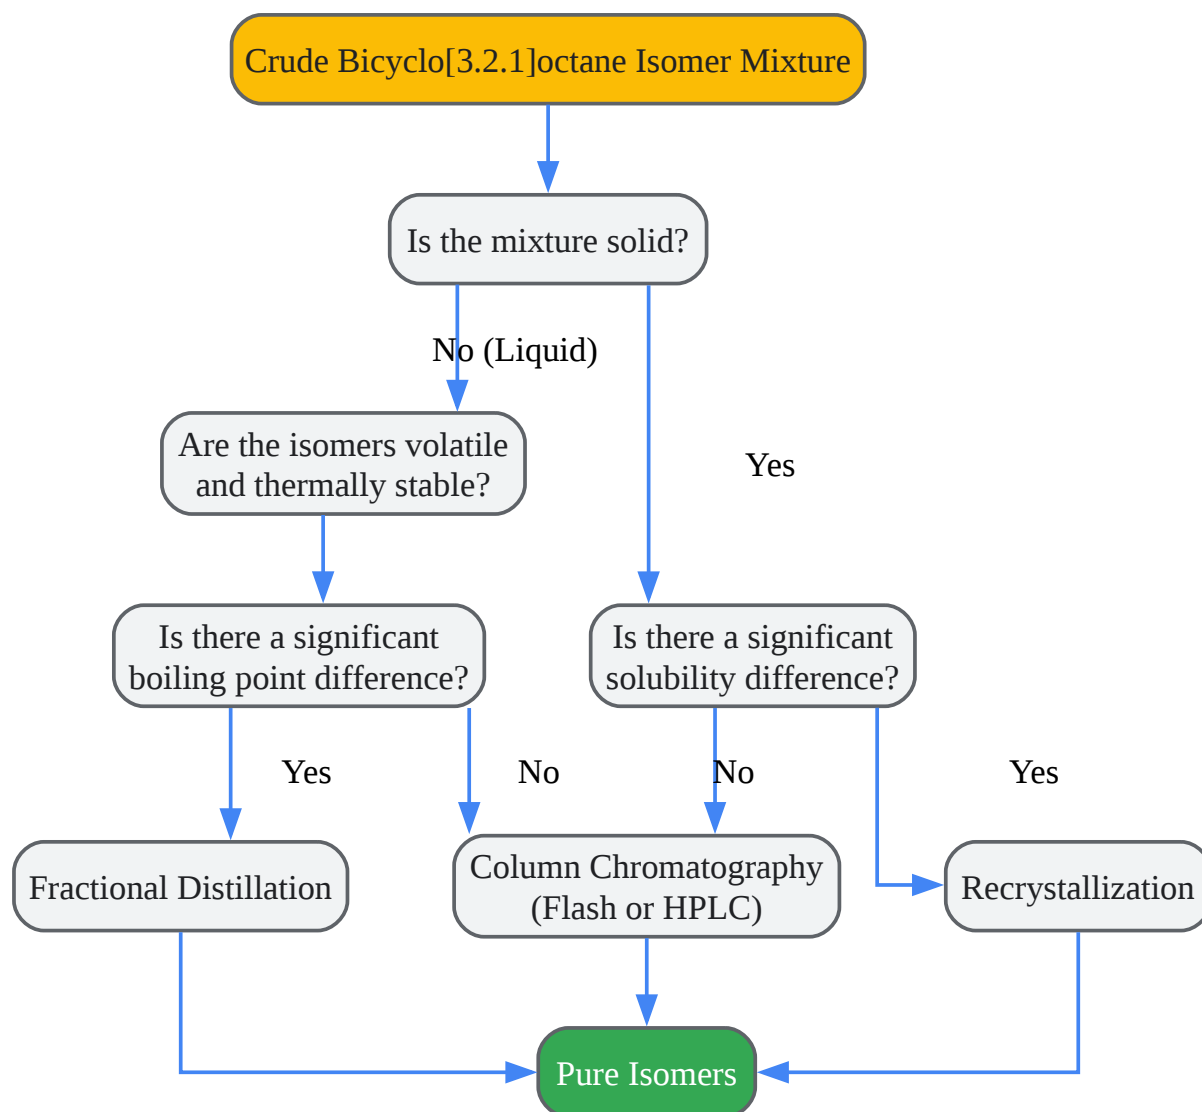 Crude Bicyclo[3.2.1]octane Isomer Mixture
Is the mixture solid?
No (Liquid)
Are the isomers volatile
and thermally stable?
Yes
Is there a significant
boiling point difference?
Is there a significant
solubility difference?
Yes
No
No
Yes
Fractional Distillation
Column Chromatography
(Flash or HPLC)
Recrystallization
Pure Isomers